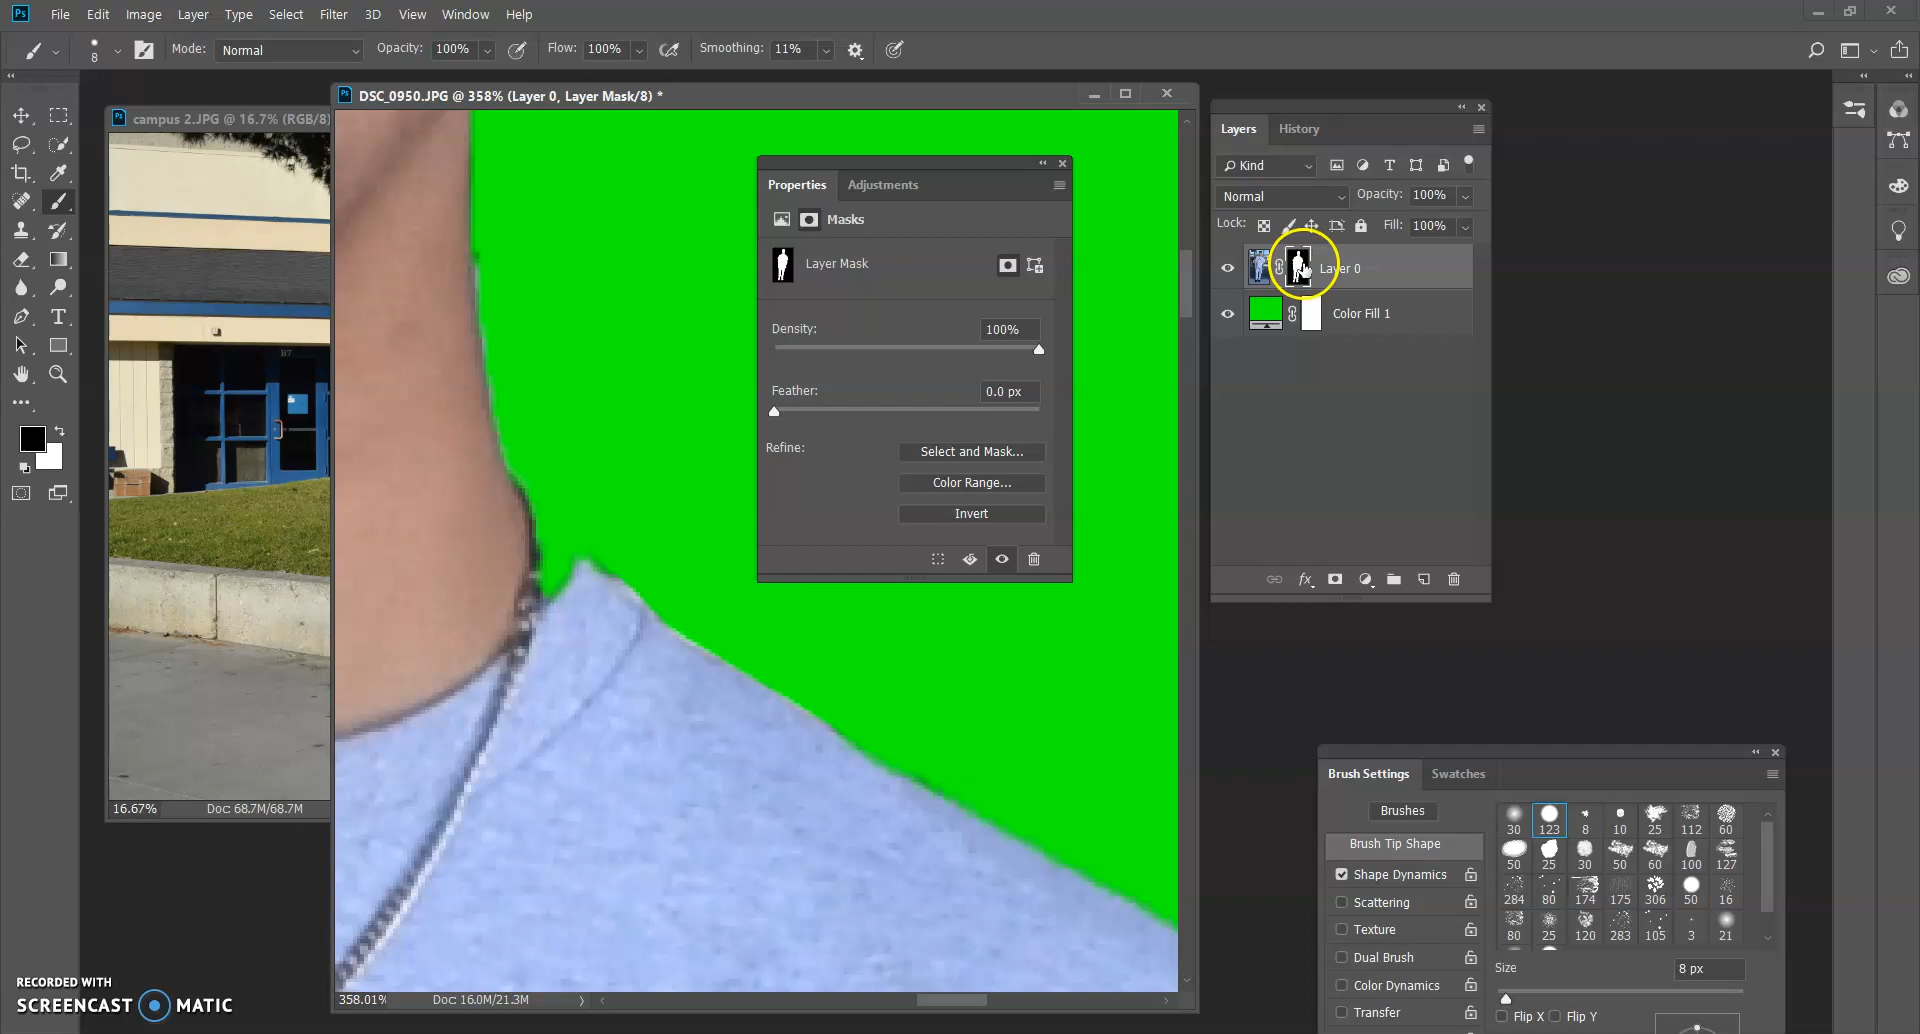 Ps File Edit Image Layer Type Select Filter 3D View Window Help
8 Mode: Normal Opacity: 100% Flow: 100% Smoothing: 11%
Ps campus 2.JPG @ 16.7% (RGB/8)
Ps DSC_0950.JPG @ 358% (Layer 0, Layer Mask/8) *
B7
16.67% Doc: 68.7M/68.7M
358.01% Doc: 16.0M/21.3M
Properties Adjustments
Masks
Layer Mask
Density: 100%
Feather: 0.0 px
Refine: Select and Mask...
Color Range...
Invert
Layers History
Kind
Normal Opacity: 100%
Lock: Fill: 100%
Layer 0
Color Fill 1
Brush Settings Swatches
Brushes
Brush Tip Shape
Shape Dynamics
Scattering
Texture
Dual Brush
Color Dynamics
Transfer
30 123 8 10 25 112 60
50 25 30 50 60 100 127
284 80 174 175 306 50 16
80 25 120 283 105 3 21
Size 8 px
Flip X Flip Y
RECORDED WITH
SCREENCAST MATIC